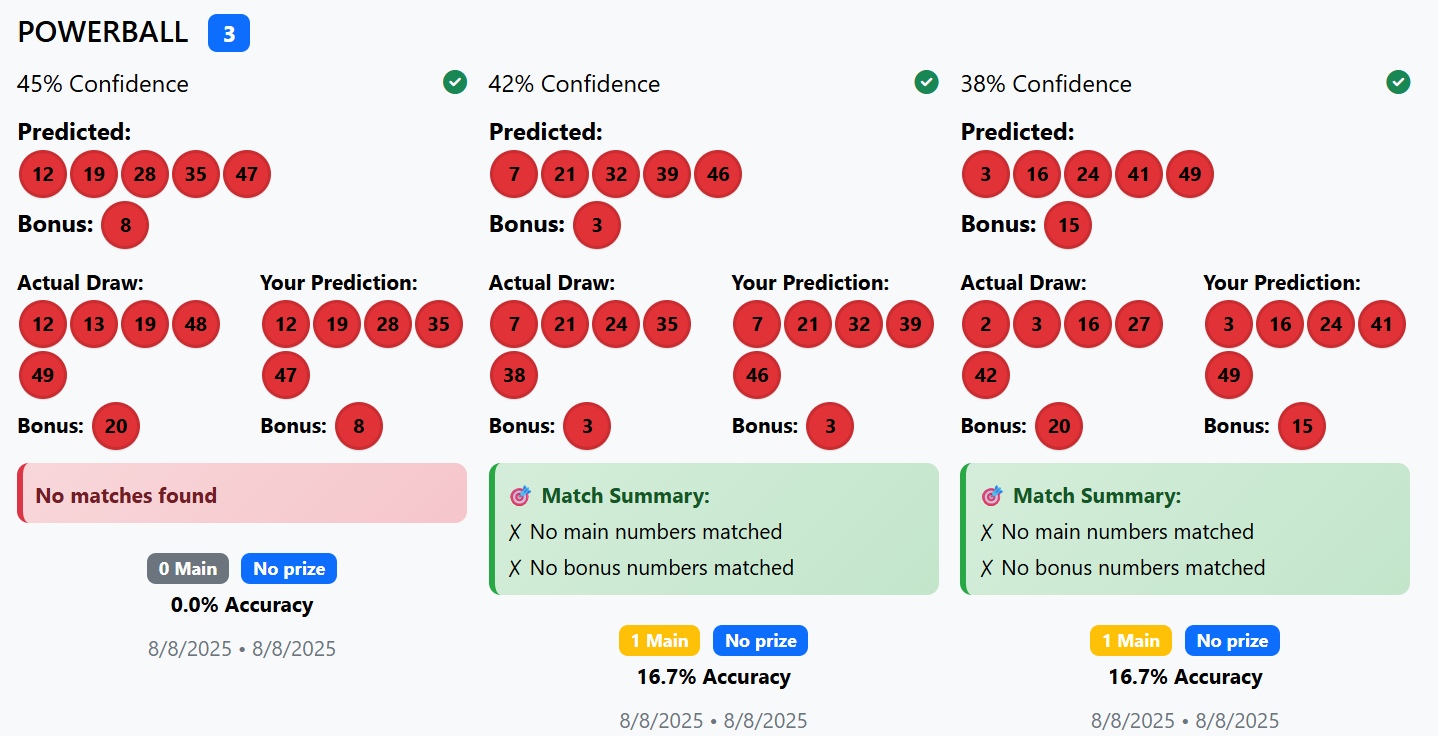 POWERBALL 3
45% Confidence
Predicted:
12 19 28 35 47
Bonus: 8
Actual Draw:
12 13 19 48
49
Bonus: 20
Your Prediction:
12 19 28 35
47
Bonus: 8
No matches found
0 Main No prize
0.0% Accuracy
8/8/2025 • 8/8/2025
42% Confidence
Predicted:
7 21 32 39 46
Bonus: 3
Actual Draw:
7 21 24 35
38
Bonus: 3
Your Prediction:
7 21 32 39
46
Bonus: 3
🎯 Match Summary:
✗ No main numbers matched
✗ No bonus numbers matched
1 Main No prize
16.7% Accuracy
8/8/2025 • 8/8/2025
38% Confidence
Predicted:
3 16 24 41 49
Bonus: 15
Actual Draw:
2 3 16 27
42
Bonus: 20
Your Prediction:
3 16 24 41
49
Bonus: 15
🎯 Match Summary:
✗ No main numbers matched
✗ No bonus numbers matched
1 Main No prize
16.7% Accuracy
8/8/2025 • 8/8/2025